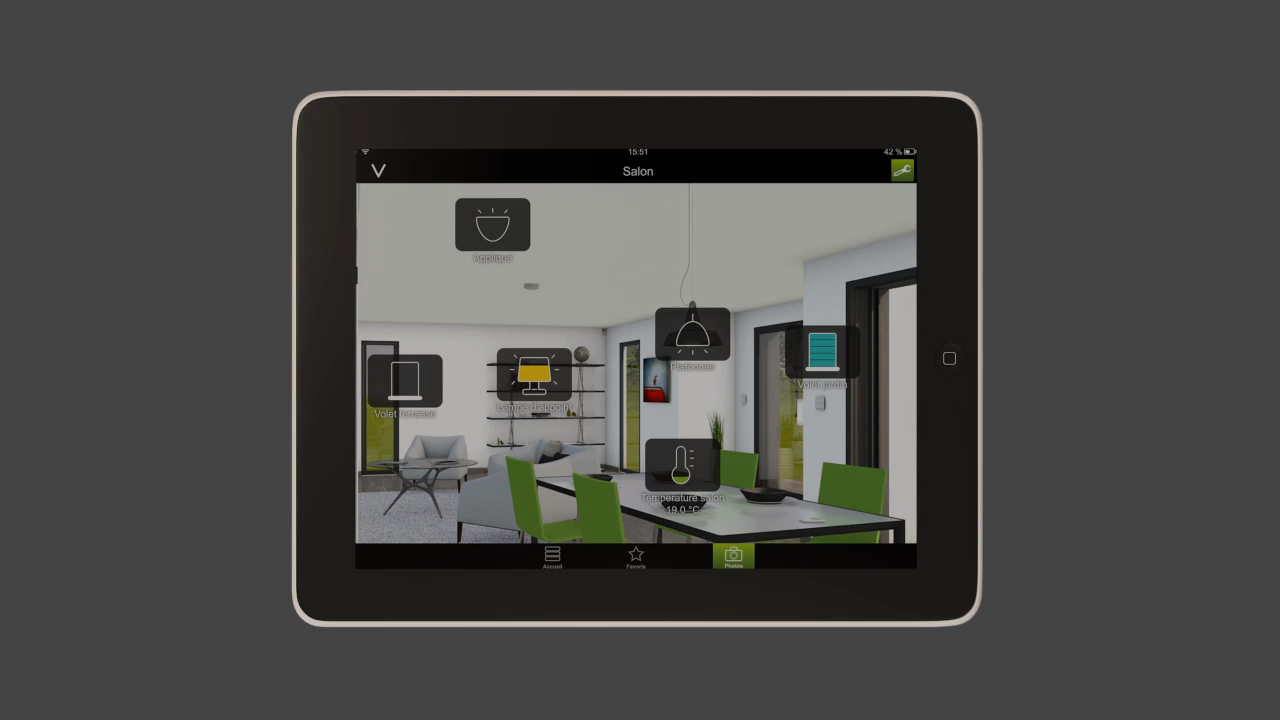 15:51
42 %
Salon
Applique
Plafonnier
Volet terrasse
Lampe d'appoint
Volet jardin
Température salon
19,0 °C
Accueil
Favoris
Photos